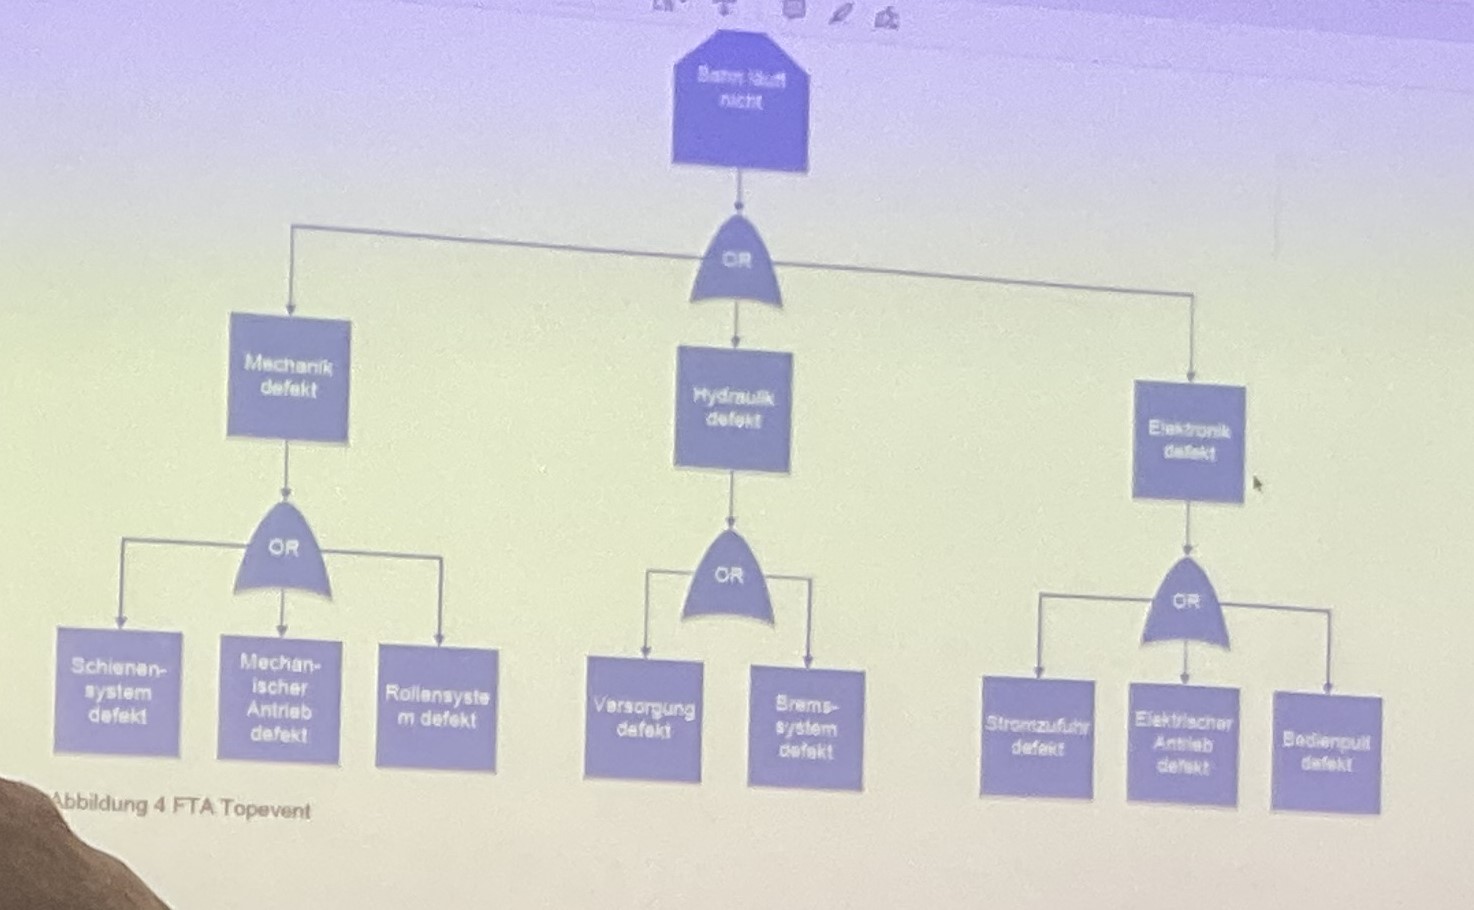 Bahn läuft
nicht
OR
Mechanik
defekt
Hydraulik
defekt
Elektronik
defekt
OR
OR
OR
Schienen-
system
defekt
Mechan-
ischer
Antrieb
defekt
Rollensyste
m defekt
Versorgung
defekt
Brems-
system
defekt
Stromzufuhr
defekt
Elektrischer
Antrieb
defekt
Bedienpult
defekt
Abbildung 4 FTA Topevent